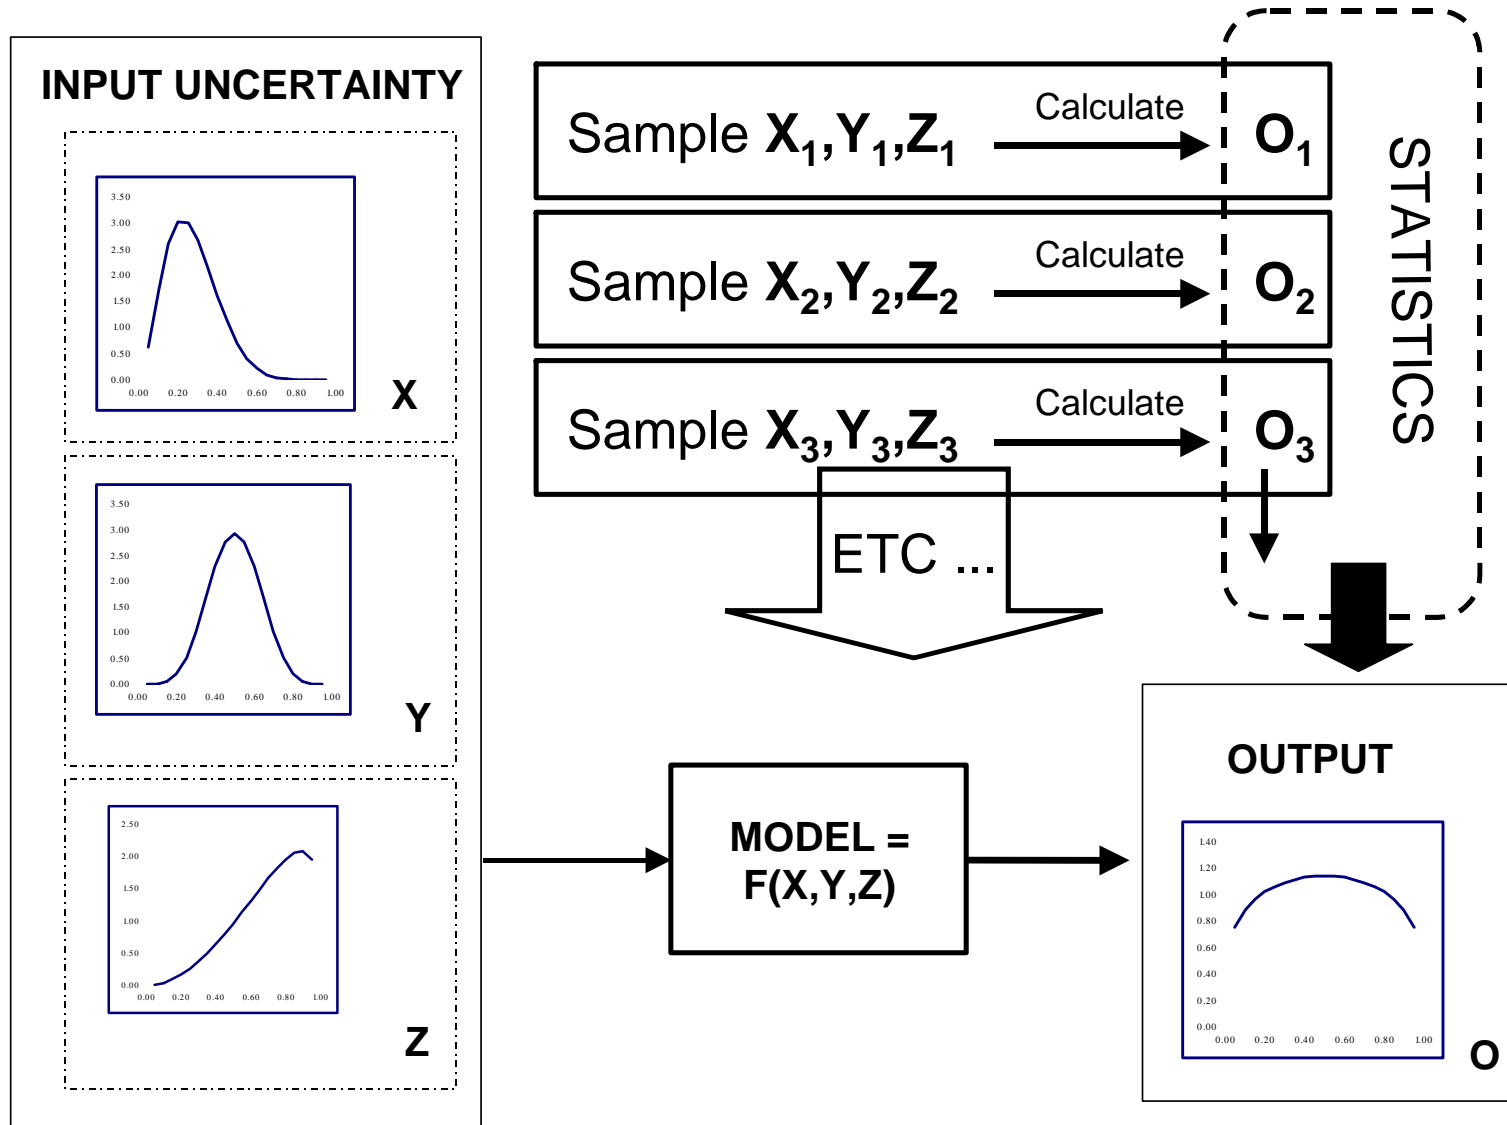 INPUT UNCERTAINTY
3.50
3.00
2.50
2.00
1.50
1.00
0.50
0.00
0.00 0.20 0.40 0.60 0.80 1.00
X
3.50
3.00
2.50
2.00
1.50
1.00
0.50
0.00
0.00 0.20 0.40 0.60 0.80 1.00
Y
2.50
2.00
1.50
1.00
0.50
0.00
0.00 0.20 0.40 0.60 0.80 1.00
Z
Sample X1,Y1,Z1 Calculate O1
Sample X2,Y2,Z2 Calculate O2
Sample X3,Y3,Z3 Calculate O3
ETC ...
STATISTICS
MODEL =
F(X,Y,Z)
OUTPUT
1.40
1.20
1.00
0.80
0.60
0.40
0.20
0.00
0.00 0.20 0.40 0.60 0.80 1.00
O